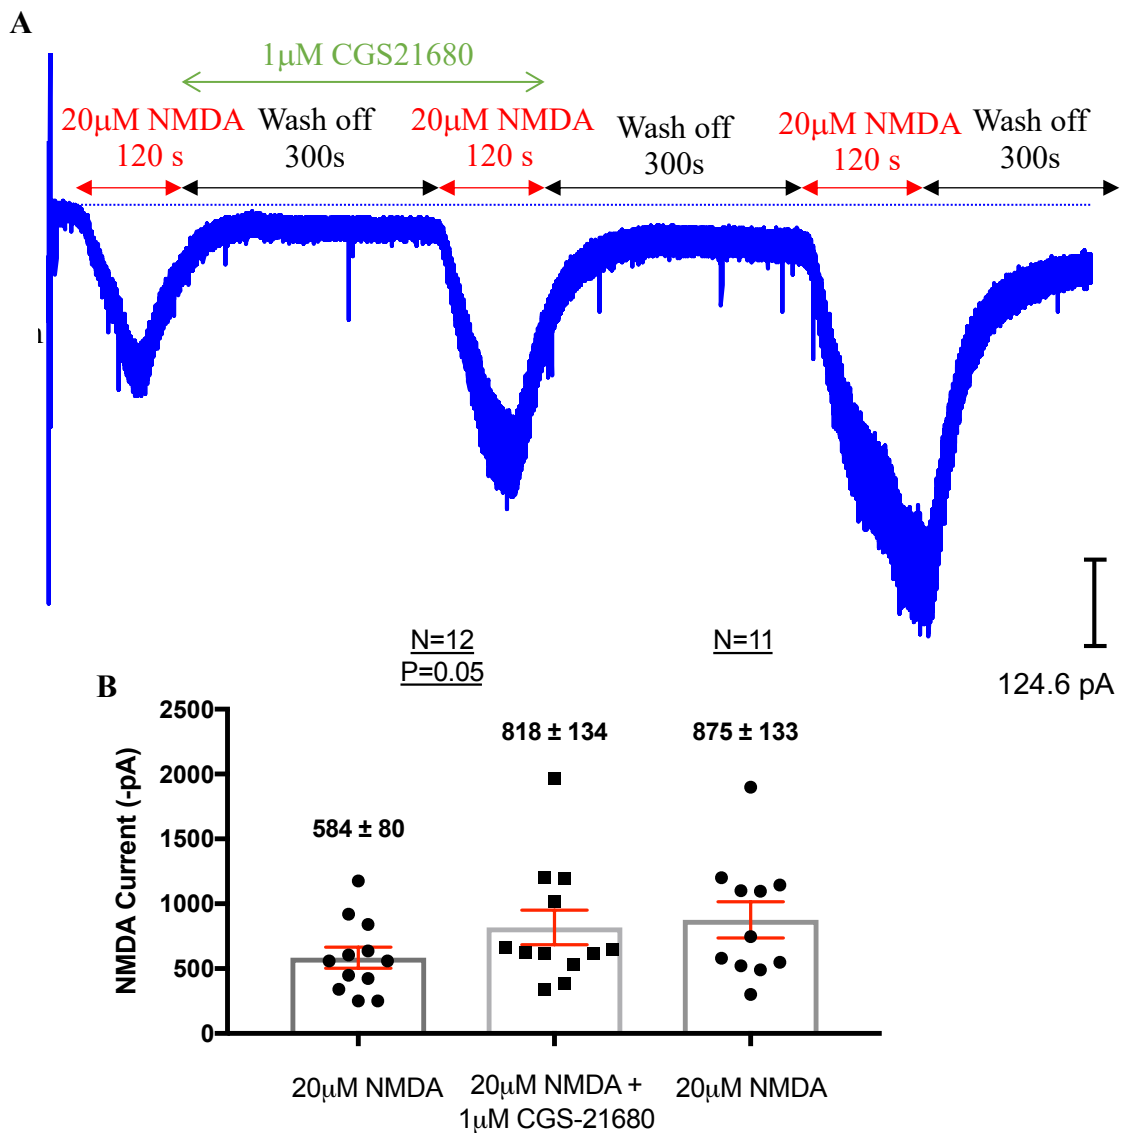 A
1μM CGS21680
20μM NMDA
120 s
Wash off
300s
20μM NMDA
120 s
Wash off
300s
20μM NMDA
120 s
Wash off
300s
124.6 pA
N=12
P=0.05
N=11
B
NMDA Current (-pA)
2500
2000
1500
1000
500
0
584 ± 80
818 ± 134
875 ± 133
20μM NMDA
20μM NMDA +
1μM CGS-21680
20μM NMDA